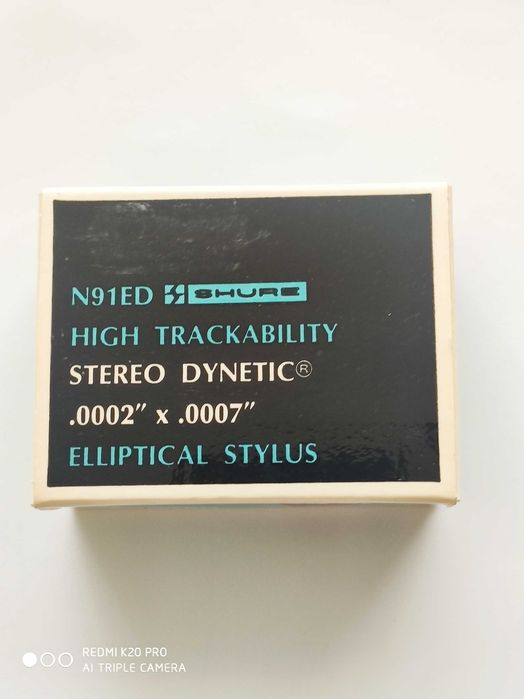 N91ED SHURE
HIGH TRACKABILITY
STEREO DYNETIC®
.0002" x .0007"
ELLIPTICAL STYLUS
REDMI K20 PRO
AI TRIPLE CAMERA